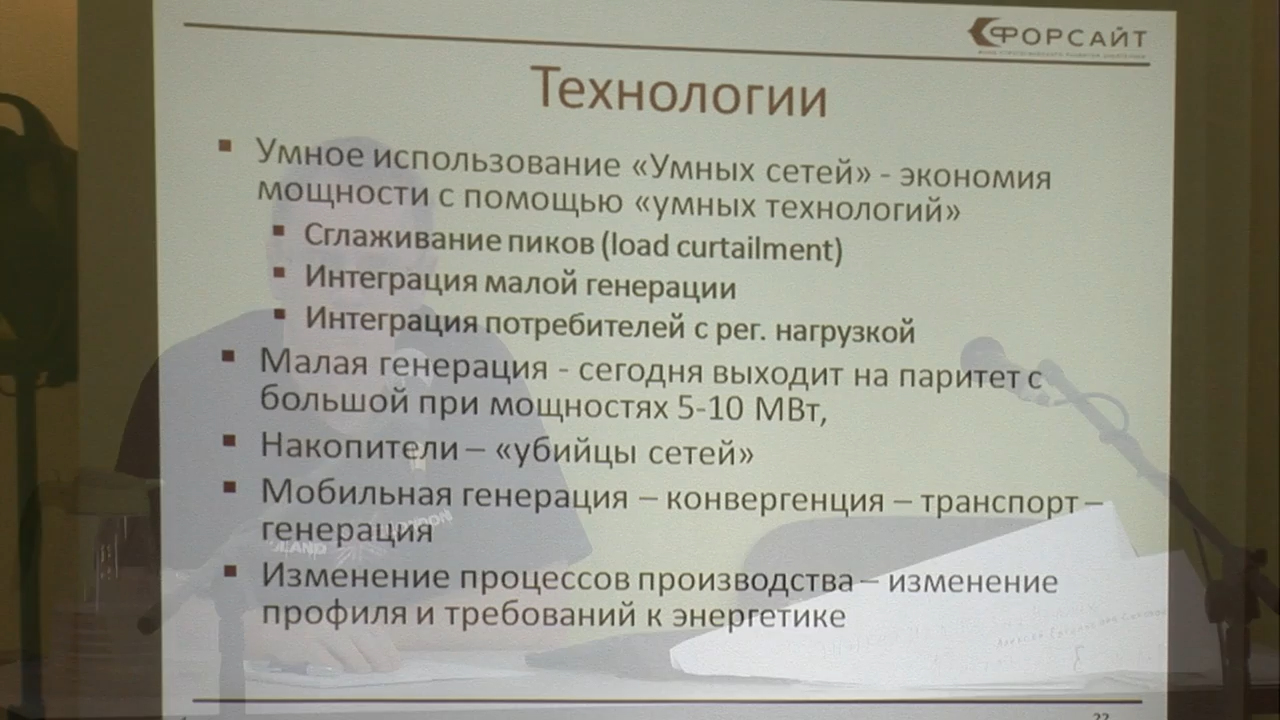 ФОРСАЙТ
Технологии
Умное использование «Умных сетей» - экономия
мощности с помощью «умных технологий»
Сглаживание пиков (load curtailment)
Интеграция малой генерации
Интеграция потребителей с рег. нагрузкой
Малая генерация - сегодня выходит на паритет с
большой при мощностях 5-10 МВт,
Накопители – «убийцы сетей»
Мобильная генерация – конвергенция – транспорт –
генерация
Изменение процессов производства – изменение
профиля и требований к энергетике
22